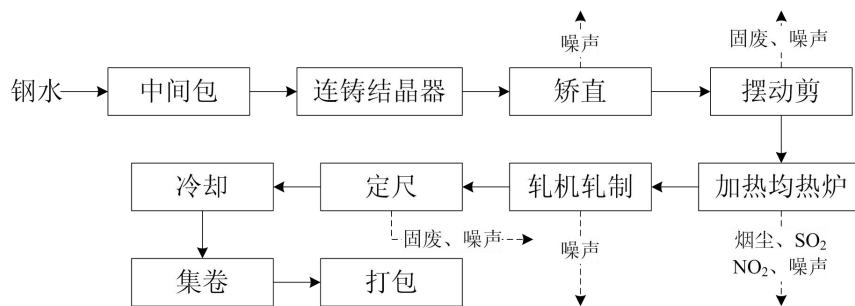 噪声
固废、噪声
钢水
中间包
连铸结晶器
矫直
摆动剪
冷却
定尺
轧机轧制
加热均热炉
固废、噪声
噪声
烟尘、SO₂
NO₂、噪声
集卷
打包